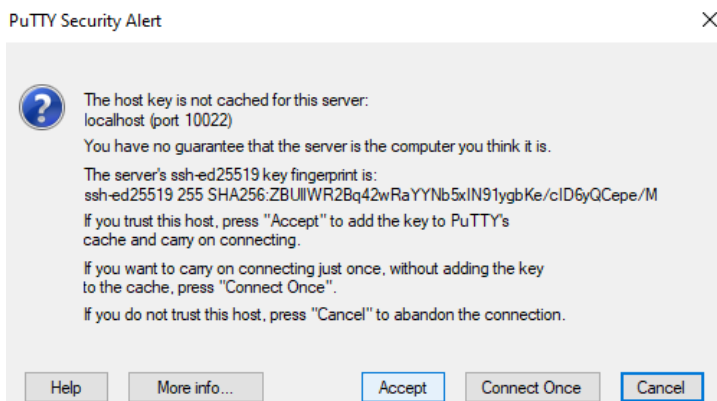 PuTTY Security Alert
The host key is not cached for this server:
localhost (port 10022)
You have no guarantee that the server is the computer you think it is.
The server's ssh-ed25519 key fingerprint is:
ssh-ed25519 255 SHA256:ZBUIlWR2Bq42wRaYYNb5xIN91ygbKe/cID6yQCepe/M
If you trust this host, press "Accept" to add the key to PuTTY's
cache and carry on connecting.
If you want to carry on connecting just once, without adding the key
to the cache, press "Connect Once".
If you do not trust this host, press "Cancel" to abandon the connection.
Help More info... Accept Connect Once Cancel